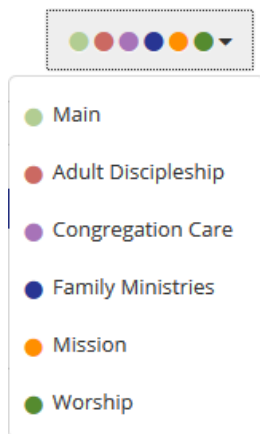 Main
Adult Discipleship
Congregation Care
Family Ministries
Mission
Worship